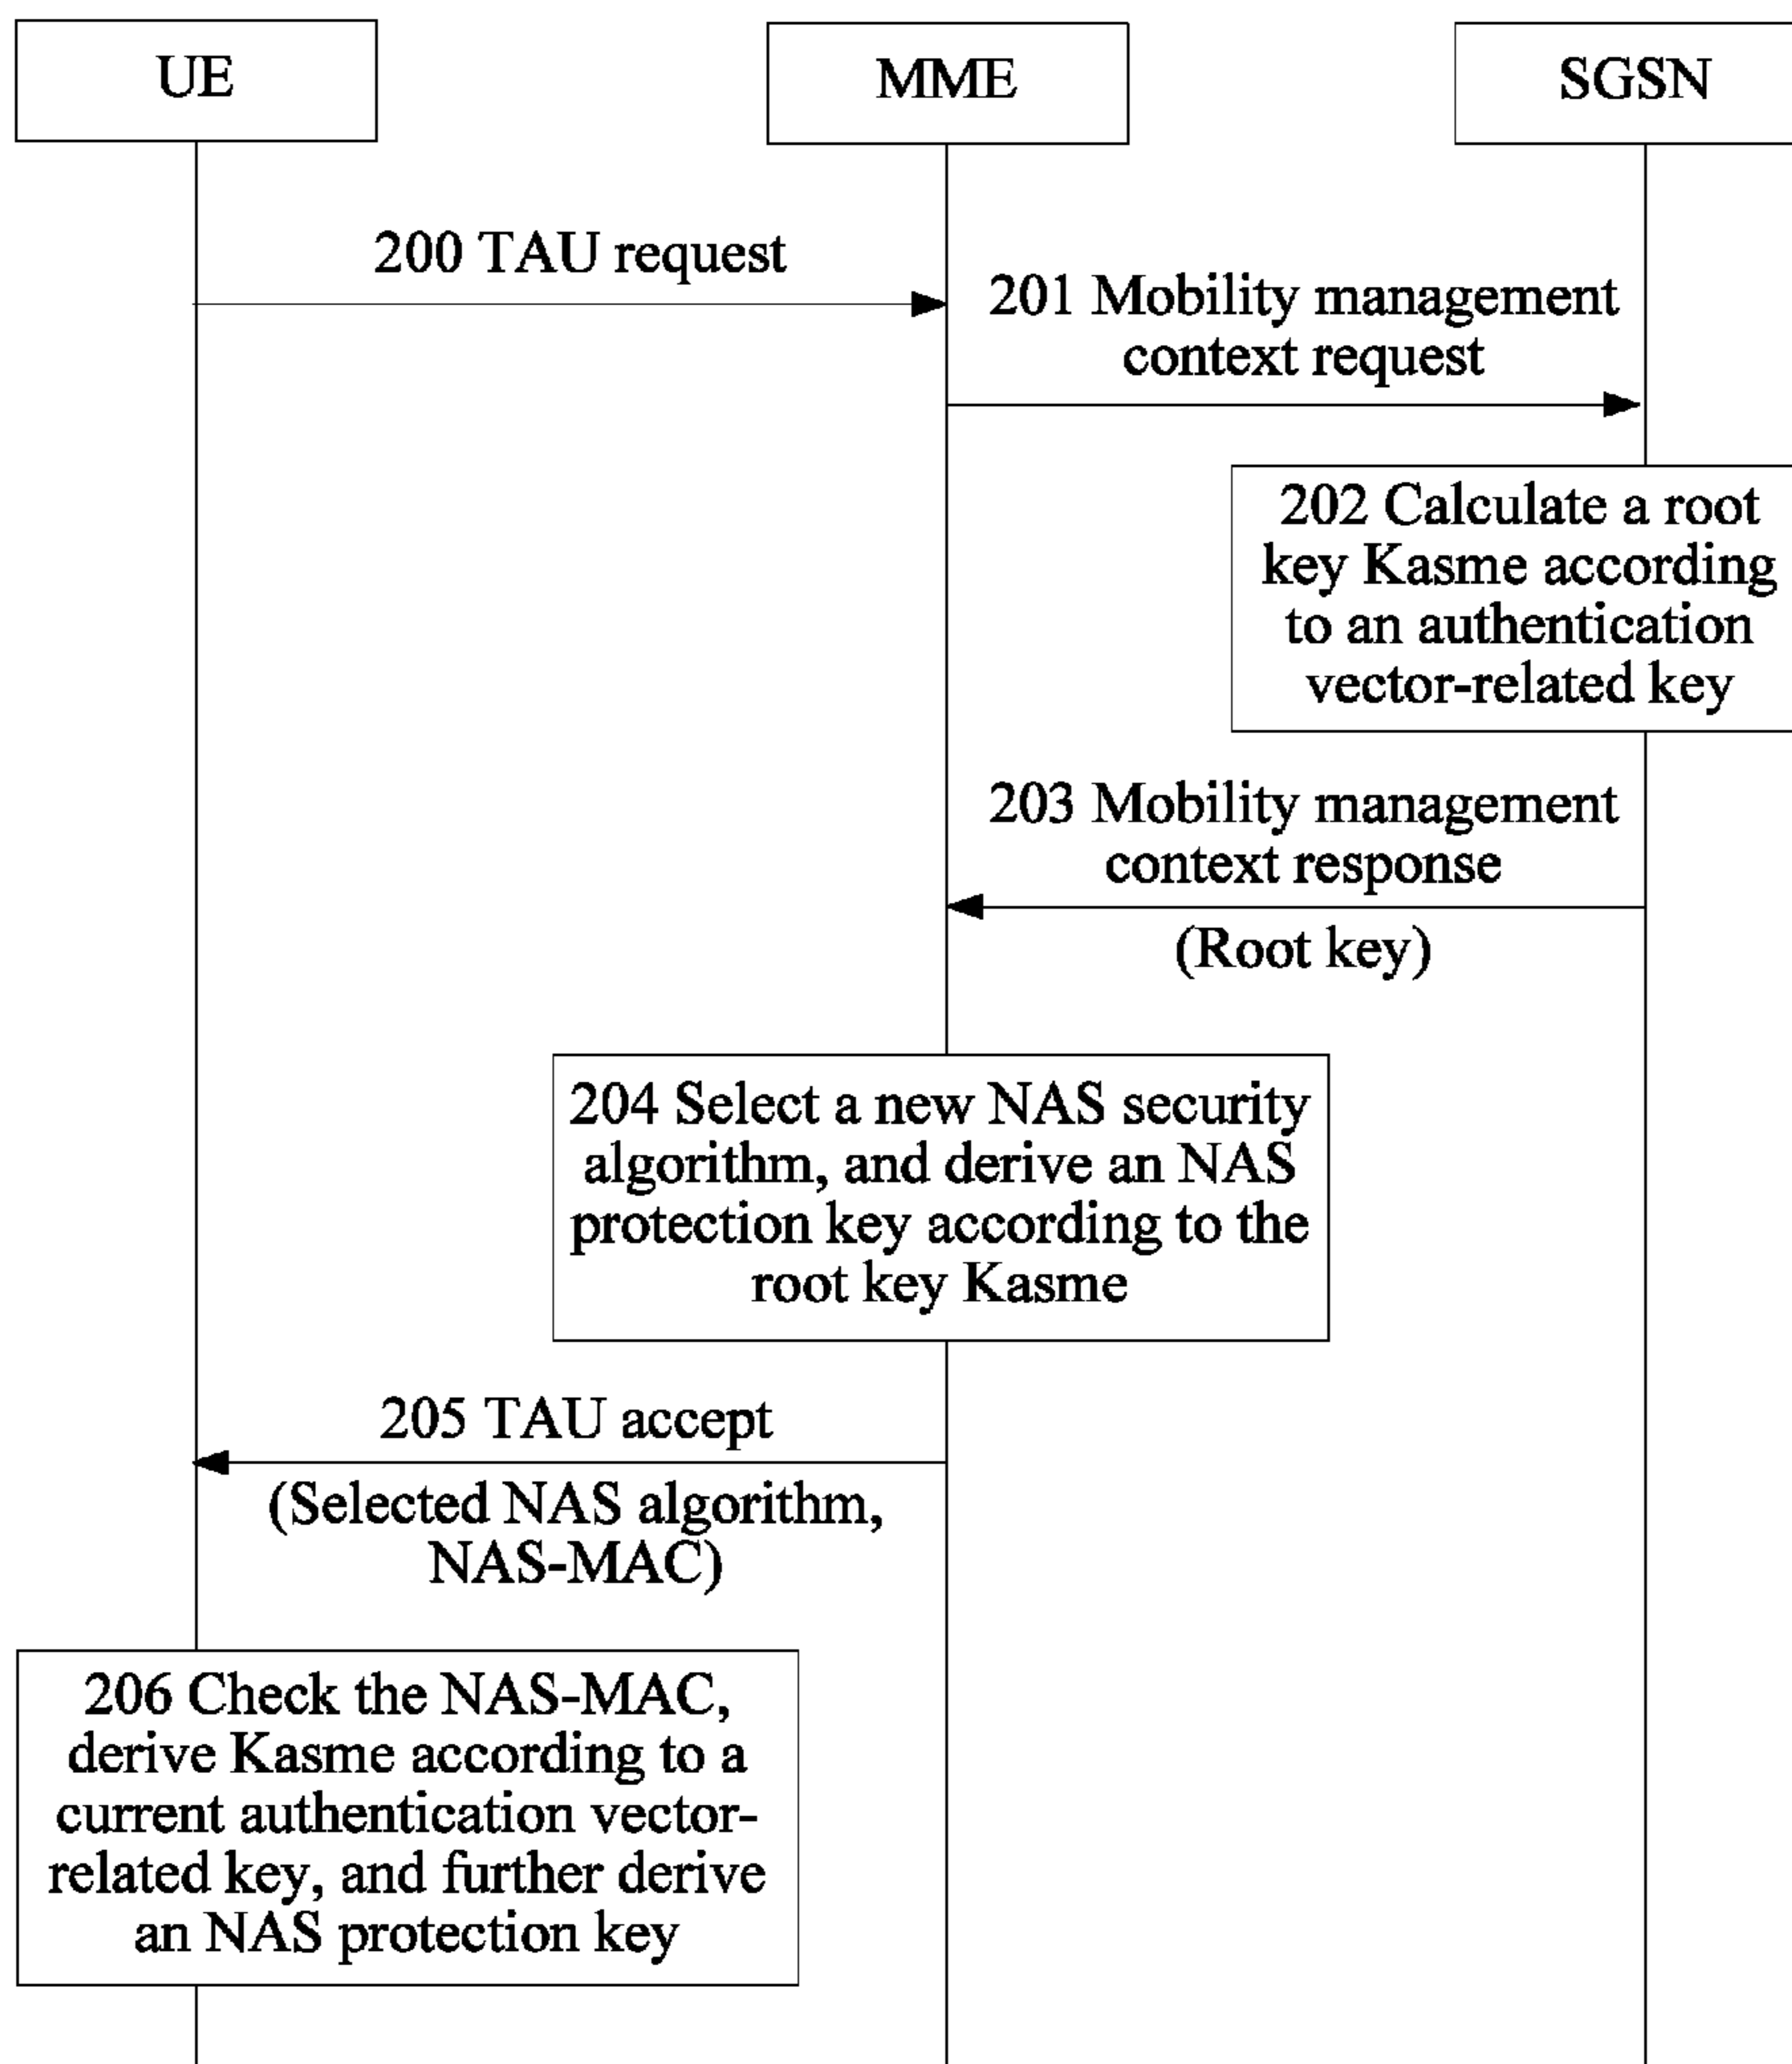 UE
MME
SGSN
200 TAU request
201 Mobility management
context request
202 Calculate a root
key Kasme according
to an authentication
vector-related key
203 Mobility management
context response
(Root key)
204 Select a new NAS security
algorithm, and derive an NAS
protection key according to the
root key Kasme
205 TAU accept
(Selected NAS algorithm,
NAS-MAC)
206 Check the NAS-MAC,
derive Kasme according to a
current authentication vector-
related key, and further derive
an NAS protection key